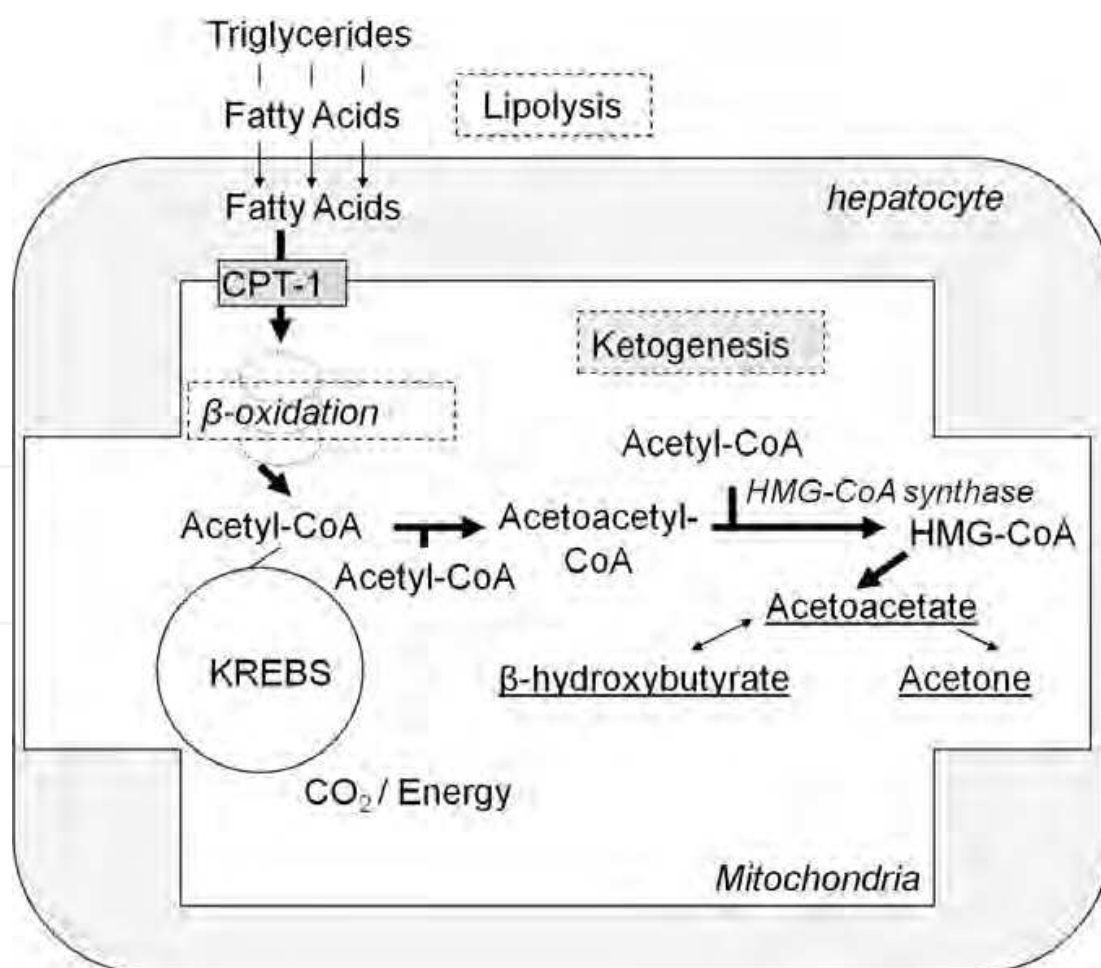 Triglycerides
Fatty Acids
Lipolysis
Fatty Acids
hepatocyte
CPT-1
Ketogenesis
β-oxidation
Acetyl-CoA
HMG-CoA synthase
Acetyl-CoA
Acetoacetyl-
CoA
HMG-CoA
Acetyl-CoA
Acetoacetate
KREBS
β-hydroxybutyrate
Acetone
CO₂ / Energy
Mitochondria